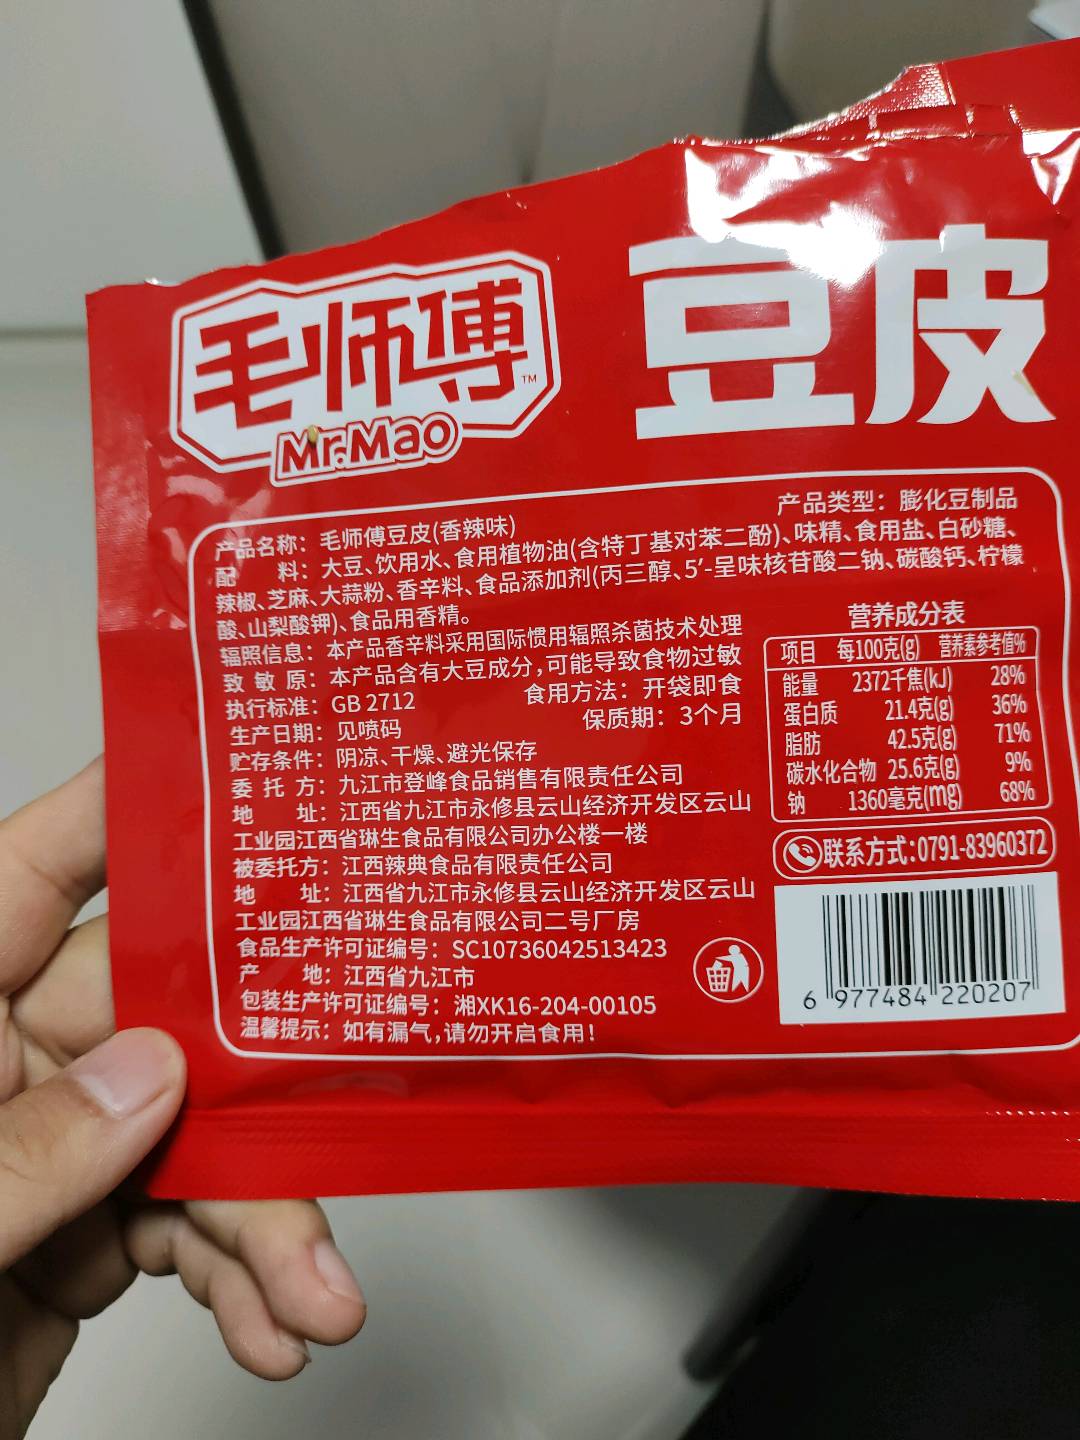 毛师傅™
Mr.Mao
豆皮
产品名称：毛师傅豆皮(香辣味)
产品类型：膨化豆制品
配 料：大豆、饮用水、食用植物油(含特丁基对苯二酚)、味精、食用盐、白砂糖、
辣椒、芝麻、大蒜粉、香辛料、食品添加剂(丙三醇、5′-呈味核苷酸二钠、碳酸钙、柠檬
酸、山梨酸钾)、食品用香精。
辐照信息：本产品香辛料采用国际惯用辐照杀菌技术处理
致 敏 原：本产品含有大豆成分,可能导致食物过敏
执行标准：GB 2712
食用方法：开袋即食
生产日期：见喷码
保质期：3个月
贮存条件：阴凉、干燥、避光保存
委 托 方：九江市登峰食品销售有限责任公司
地 址：江西省九江市永修县云山经济开发区云山
工业园江西省琳生食品有限公司办公楼一楼
被委托方：江西辣典食品有限责任公司
地 址：江西省九江市永修县云山经济开发区云山
工业园江西省琳生食品有限公司二号厂房
食品生产许可证编号：SC10736042513423
产 地：江西省九江市
包装生产许可证编号：湘XK16-204-00105
温馨提示：如有漏气,请勿开启食用!
营养成分表
项目 每100克(g) 营养素参考值%
能量 2372千焦(kJ) 28%
蛋白质 21.4克(g) 36%
脂肪 42.5克(g) 71%
碳水化合物 25.6克(g) 9%
钠 1360毫克(mg) 68%
联系方式:0791-83960372
6 977484 220207